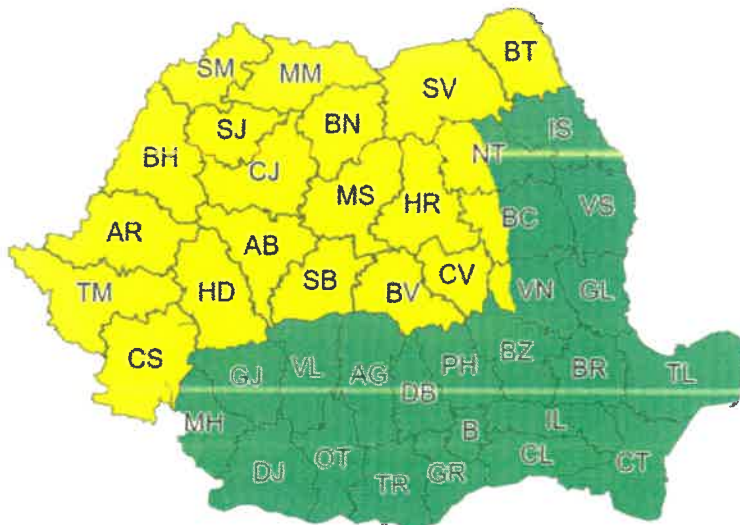 BT
SM MM SV
SJ BN IS
BH CJ NT
MS HR BC VS
AR AB
TM HD SB BV CV VN GL
CS GJ VL AG PH BZ BR TL
DB
MH B IL
DJ OT TR GR CL CT